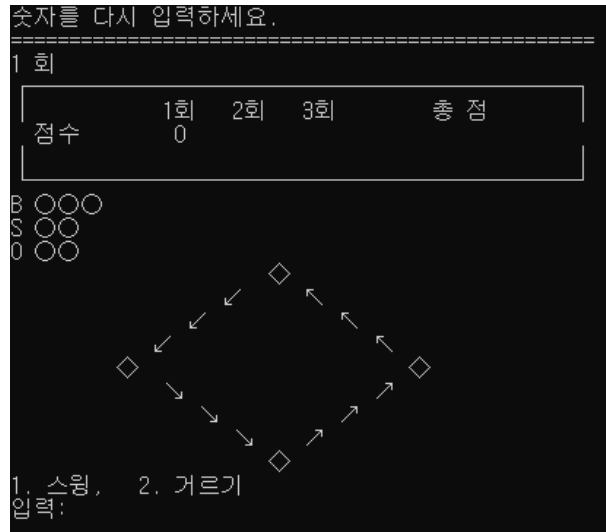 숫자를 다시 입력하세요.
==================================================
1 회
1회 2회 3회 총 점
점수 0
B ○○○
S ○○
O ○○
◇
↙ ↖
↙ ↖
↙ ↖
◇ ◇
↘ ↗
↘ ↗
↘ ↗
◇
1. 스윙, 2. 거르기
입력: